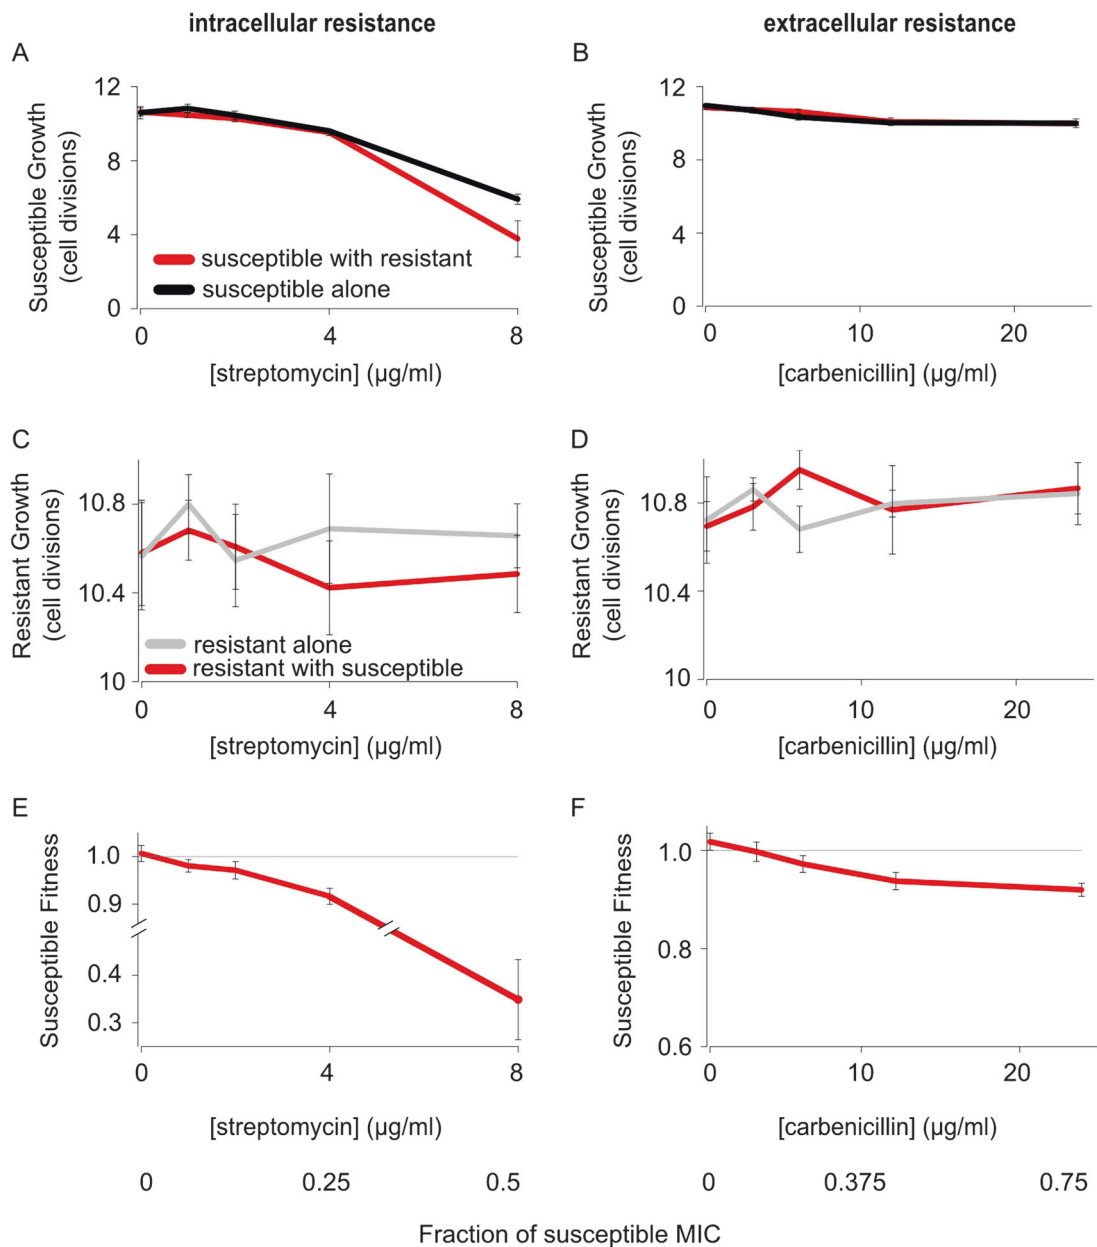 intracellular resistance
extracellular resistance
A
Susceptible Growth
(cell divisions)
12
8
4
0
susceptible with resistant
susceptible alone
0 4 8
[streptomycin] (µg/ml)
B
Susceptible Growth
(cell divisions)
12
8
4
0
0 10 20
[carbenicillin] (µg/ml)
C
Resistant Growth
(cell divisions)
10.8
10.4
10
resistant alone
resistant with susceptible
0 4 8
[streptomycin] (µg/ml)
D
Resistant Growth
(cell divisions)
10.8
10.4
10
0 10 20
[carbenicillin] (µg/ml)
E
Susceptible Fitness
1.0
0.9
0.4
0.3
0 4 8
[streptomycin] (µg/ml)
0 0.25 0.5
F
Susceptible Fitness
1.0
0.8
0.6
0 10 20
[carbenicillin] (µg/ml)
0 0.375 0.75
Fraction of susceptible MIC